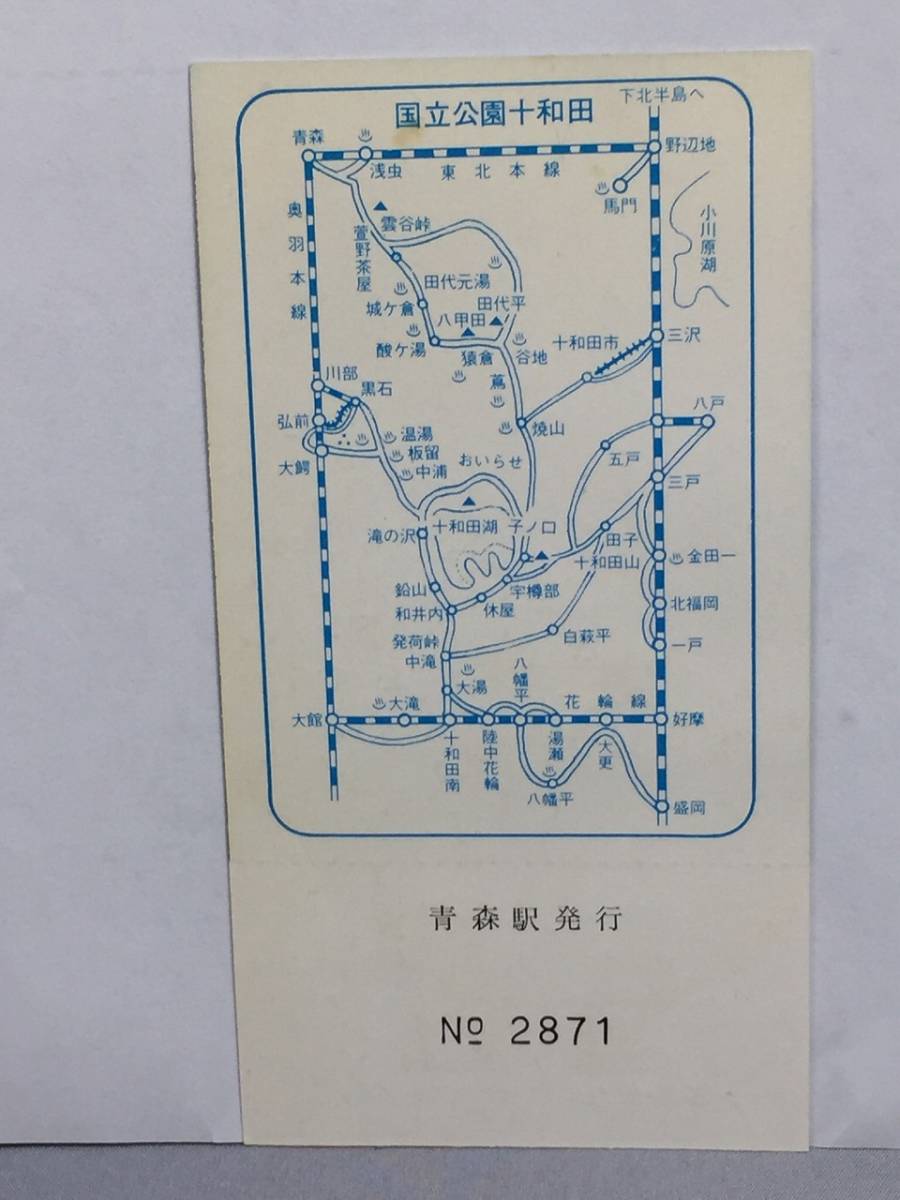 国立公園十和田
下北半島へ
青森
浅虫
東北本線
野辺地
馬門
奥羽本線
雲谷峠
萱野茶屋
小川原湖
田代元湯
城ケ倉
田代平
八甲田
酸ケ湯
猿倉
谷地
十和田市
三沢
川部
黒石
蔦
弘前
温湯
焼山
八戸
板留
おいらせ
五戸
大鰐
中浦
三戸
十和田湖
子ノ口
滝の沢
田子
十和田山
金田一
鉛山
宇樽部
和井内
休屋
北福岡
発荷峠
白萩平
一戸
中滝
八幡平
大湯
大滝
花輪線
大館
好摩
十和田南
陸中花輪
湯瀬
大更
八幡平
盛岡
青森駅発行
№ 2871